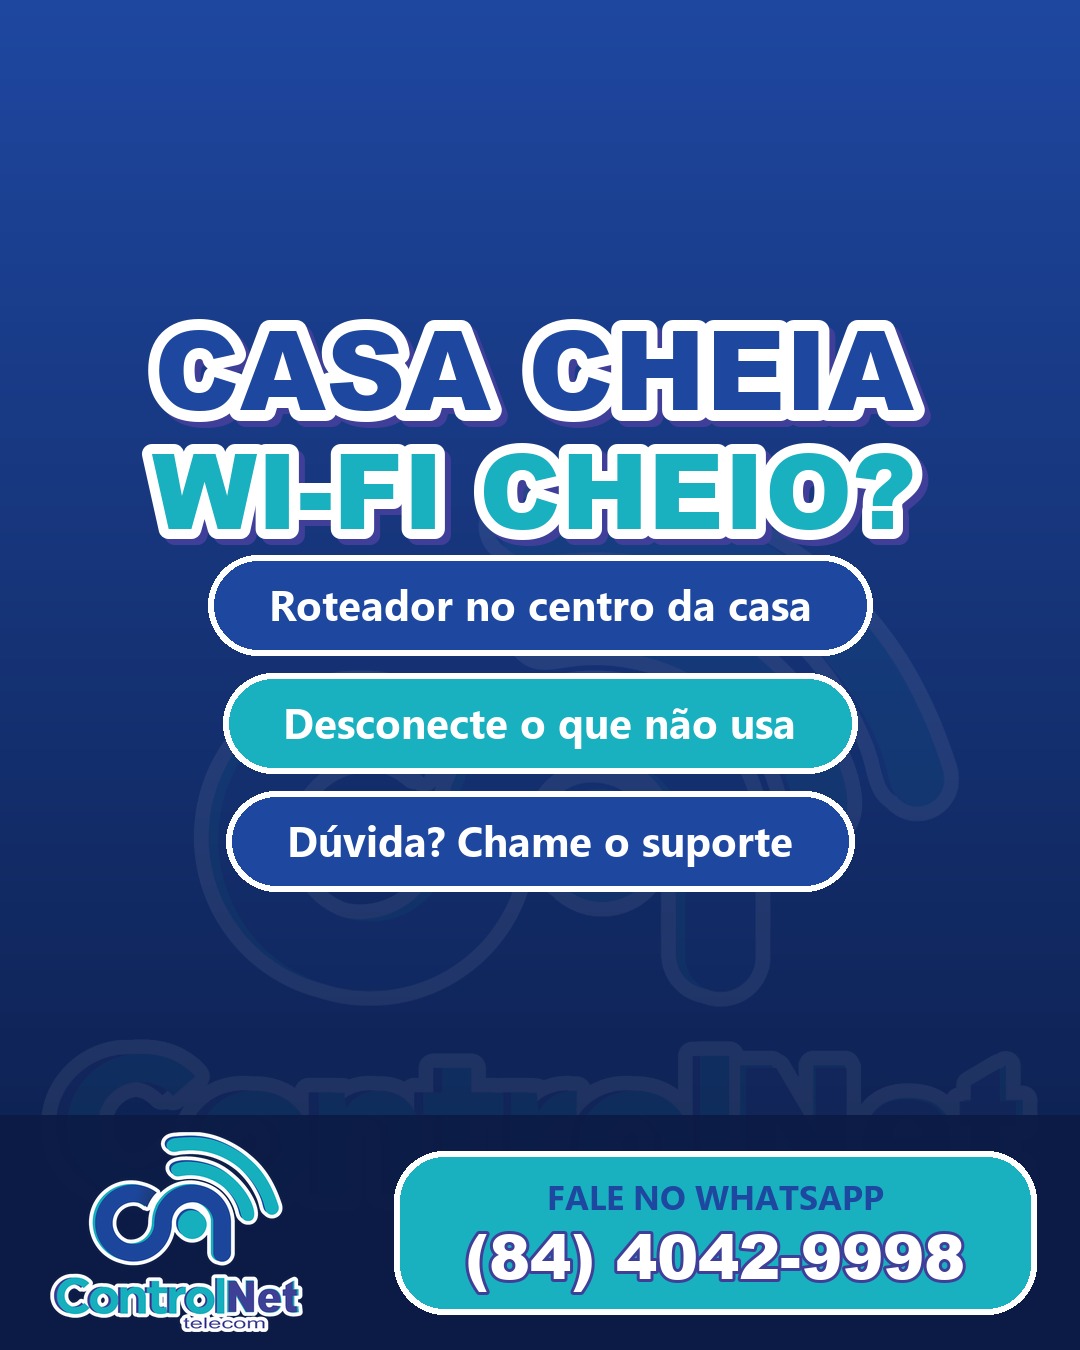 CASA CHEIA
WI-FI CHEIO?
Roteador no centro da casa
Desconecte o que não usa
Dúvida? Chame o suporte
ControlNet
FALE NO WHATSAPP
(84) 4042-9998
ControlNet
telecom